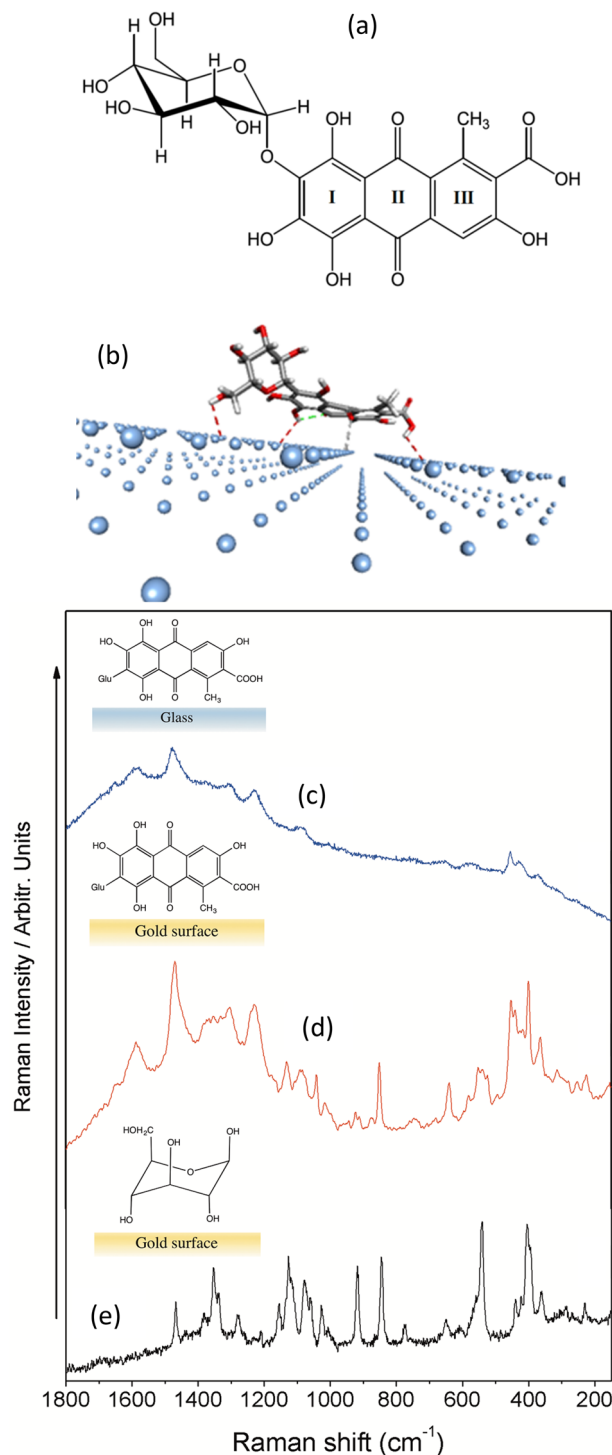 (a)
OH
H
H
O
H
HO
HO
H
OH
H
H
O
OH
O
CH3
O
OH
I
II
III
HO
OH
OH
O
(b)
OH
O
HO
OH
OH
Glu
COOH
OH
O
CH3
Glass
(c)
OH
O
HO
OH
OH
Glu
COOH
OH
O
CH3
Gold surface
(d)
HOH2C
OH
OH
O
HO
OH
Gold surface
(e)
Raman Intensity / Arbitr. Units
1800 1600 1400 1200 1000 800 600 400 200
Raman shift (cm-1)